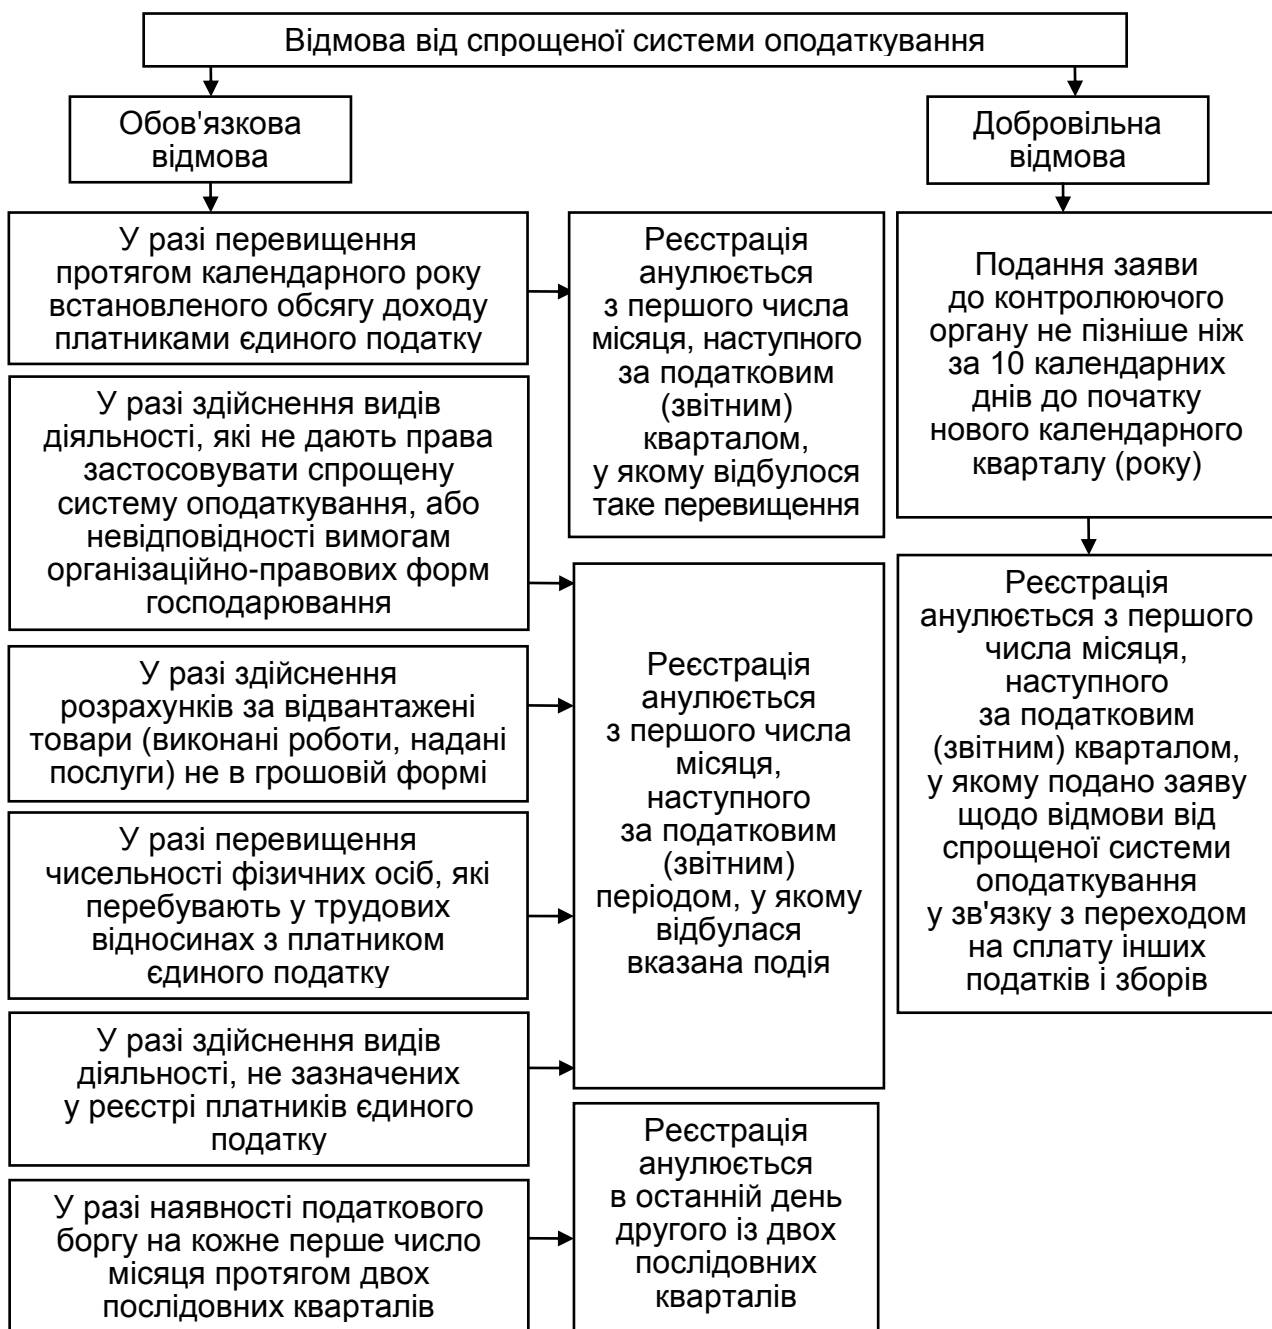 Відмова від спрощеної системи оподаткування
Обов'язкова
відмова
Добровільна
відмова
У разі перевищення
протягом календарного року
встановленого обсягу доходу
платниками єдиного податку
Реєстрація
анулюється
з першого числа
місяця, наступного
за податковим
(звітним)
кварталом,
у якому відбулося
таке перевищення
Подання заяви
до контролюючого
органу не пізніше ніж
за 10 календарних
днів до початку
нового календарного
кварталу (року)
У разі здійснення видів
діяльності, які не дають права
застосовувати спрощену
систему оподаткування, або
невідповідності вимогам
організаційно-правових форм
господарювання
У разі здійснення
розрахунків за відвантажені
товари (виконані роботи, надані
послуги) не в грошовій формі
У разі перевищення
чисельності фізичних осіб, які
перебувають у трудових
відносинах з платником
єдиного податку
У разі здійснення видів
діяльності, не зазначених
у реєстрі платників єдиного
податку
Реєстрація
анулюється
з першого числа
місяця,
наступного
за податковим
(звітним)
періодом, у якому
відбулася
вказана подія
Реєстрація
анулюється з першого
числа місяця,
наступного
за податковим
(звітним) кварталом,
у якому подано заяву
щодо відмови від
спрощеної системи
оподаткування
у зв'язку з переходом
на сплату інших
податків і зборів
У разі наявності податкового
боргу на кожне перше число
місяця протягом двох
послідовних кварталів
Реєстрація
анулюється
в останній день
другого із двох
послідовних
кварталів